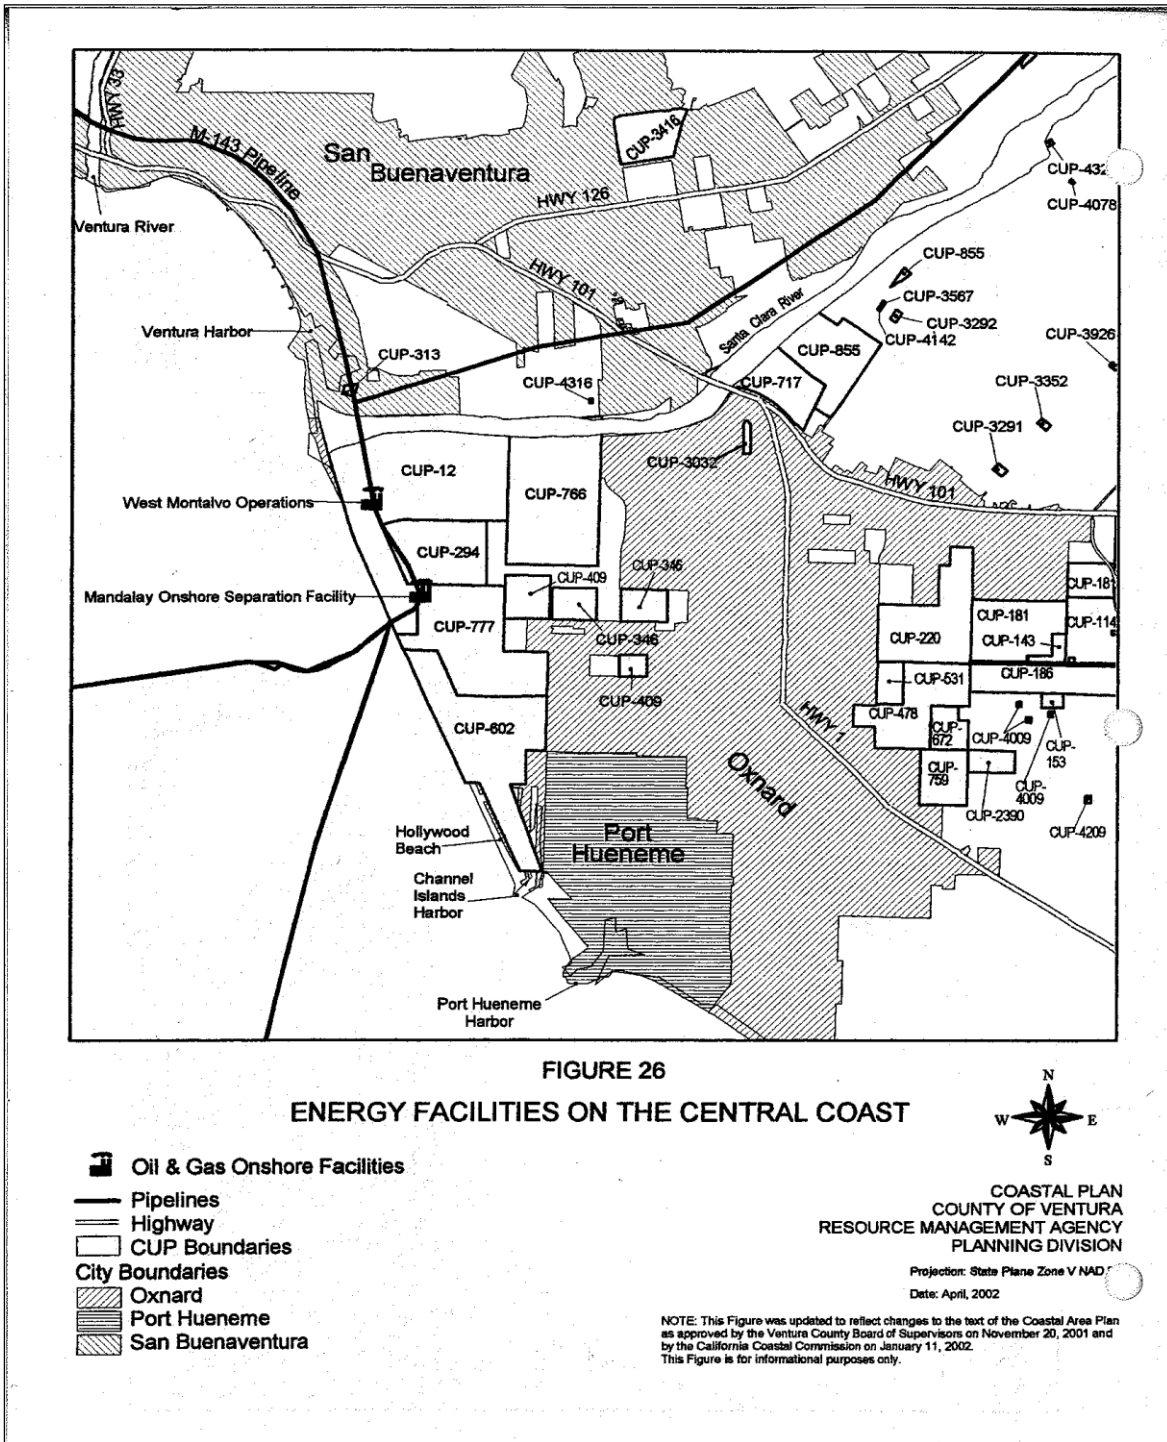 HWY 33
M-143 Pipeline
San
Buenaventura
CUP-3416
HWY 126
CUP-4078
Ventura River
HWY 101
CUP-855
Santa Clara River
CUP-3567
CUP-3292
CUP-4142
Ventura Harbor
CUP-855
CUP-3926
CUP-313
CUP-4316
CUP-717
CUP-3352
CUP-3291
CUP-12
CUP-3032
HWY 101
CUP-766
West Montalvo Operations
CUP-294
CUP-409
CUP-346
CUP-181
Mandalay Onshore Separation Facility
CUP-181
CUP-114
CUP-777
CUP-346
CUP-220
CUP-143
CUP-531
CUP-186
CUP-409
CUP-478
HWY 1
CUP-602
CUP-
672
CUP-4009
CUP-
153
Oxnard
CUP-
759
CUP-
4009
CUP-2390
CUP-4209
Hollywood
Beach
Port
Hueneme
Channel
Islands
Harbor
Port Hueneme
Harbor
FIGURE 26
ENERGY FACILITIES ON THE CENTRAL COAST
N
W
E
S
Oil & Gas Onshore Facilities
Pipelines
Highway
CUP Boundaries
City Boundaries
Oxnard
Port Hueneme
San Buenaventura
COASTAL PLAN
COUNTY OF VENTURA
RESOURCE MANAGEMENT AGENCY
PLANNING DIVISION
Projection: State Plane Zone V NAD
Date: April, 2002
NOTE: This Figure was updated to reflect changes to the text of the Coastal Area Plan
as approved by the Ventura County Board of Supervisors on November 20, 2001 and
by the California Coastal Commission on January 11, 2002.
This Figure is for informational purposes only.